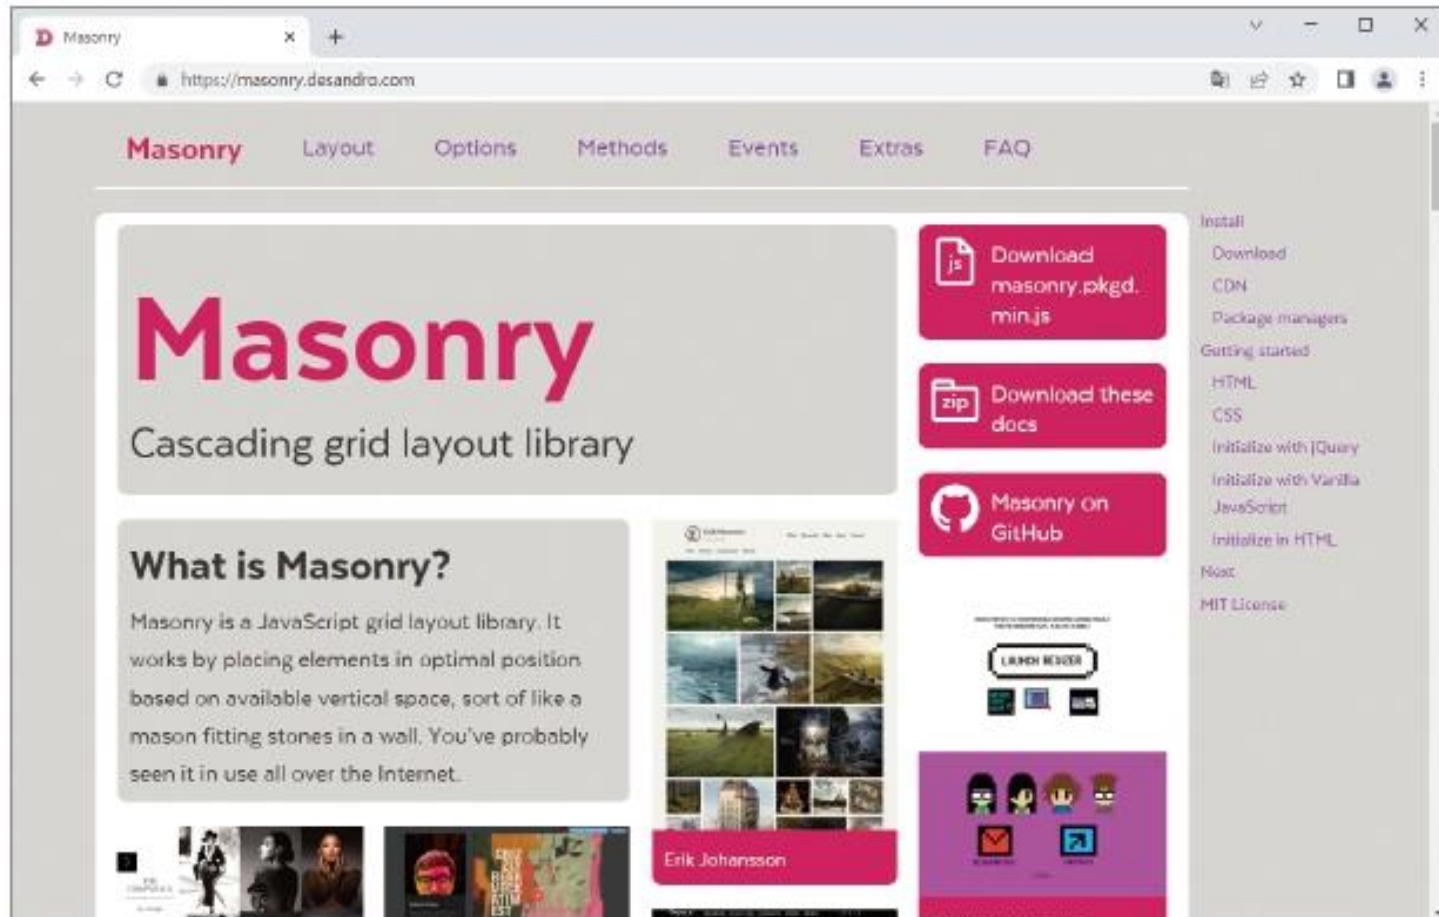 Masonry
https://masonry.desandro.com
Masonry Layout Options Methods Events Extras FAQ
Masonry
Cascading grid layout library
Download
masonry.pkgd.
min.js
js
Download these
docs
zip
Masonry on
GitHub
Install
Download
CDN
Package managers
Getting started
HTML
CSS
Initialize with jQuery
Initialize with Vanilla
JavaScript
Initialize in HTML
Next
MIT License
What is Masonry?
Masonry is a JavaScript grid layout library. It
works by placing elements in optimal position
based on available vertical space, sort of like a
mason fitting stones in a wall. You've probably
seen it in use all over the Internet.
Erik Johansson
LAUNCH RESIZER